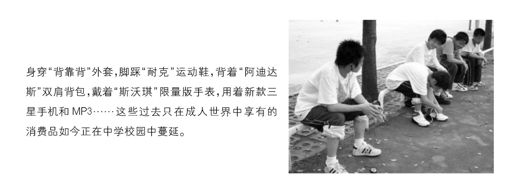 身穿“背靠背”外套，脚踩“耐克”运动鞋，背着“阿迪达
斯”双肩背包，戴着“斯沃琪”限量版手表，用着新款三
星手机和 MP3……这些过去只在成人世界中享有的
消费品如今正在中学校园中蔓延。